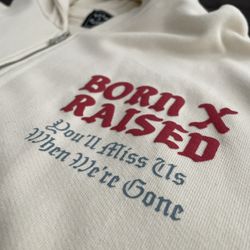 BORN X
RAISED
You'll Miss Us
When We're Gone